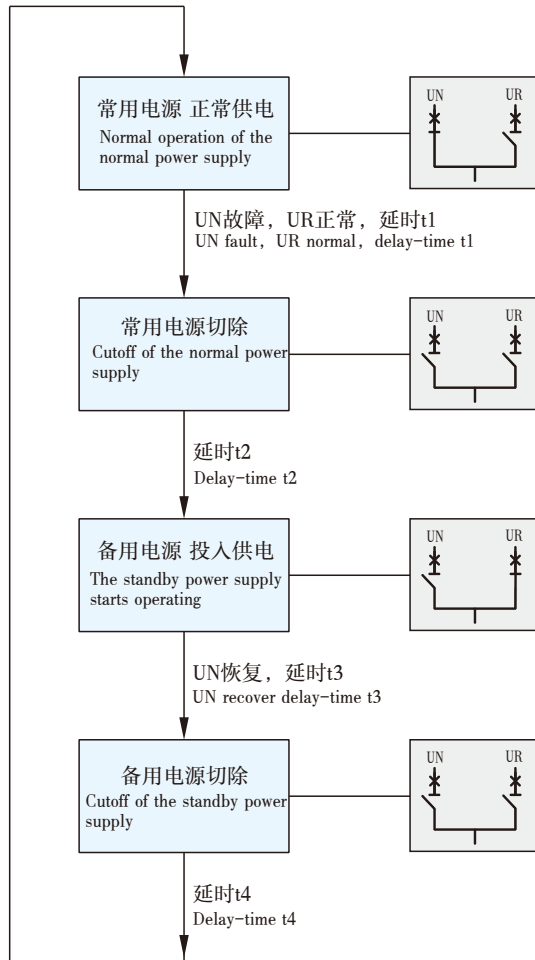 常用电源 正常供电
Normal operation of the
normal power supply
UN UR
UN故障，UR正常，延时t1
UN fault, UR normal, delay-time t1
常用电源切除
Cutoff of the normal power
supply
UN UR
延时t2
Delay-time t2
备用电源 投入供电
The standby power supply
starts operating
UN UR
UN恢复，延时t3
UN recover delay-time t3
备用电源切除
Cutoff of the standby power
supply
UN UR
延时t4
Delay-time t4